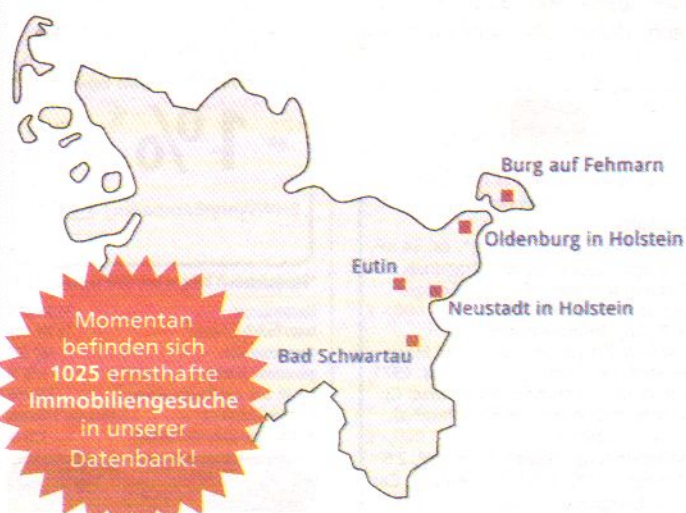 Burg auf Fehmarn
Oldenburg in Holstein
Eutin
Neustadt in Holstein
Bad Schwartau
Momentan
befinden sich
1025 ernsthafte
Immobiliengesuche
in unserer
Datenbank!